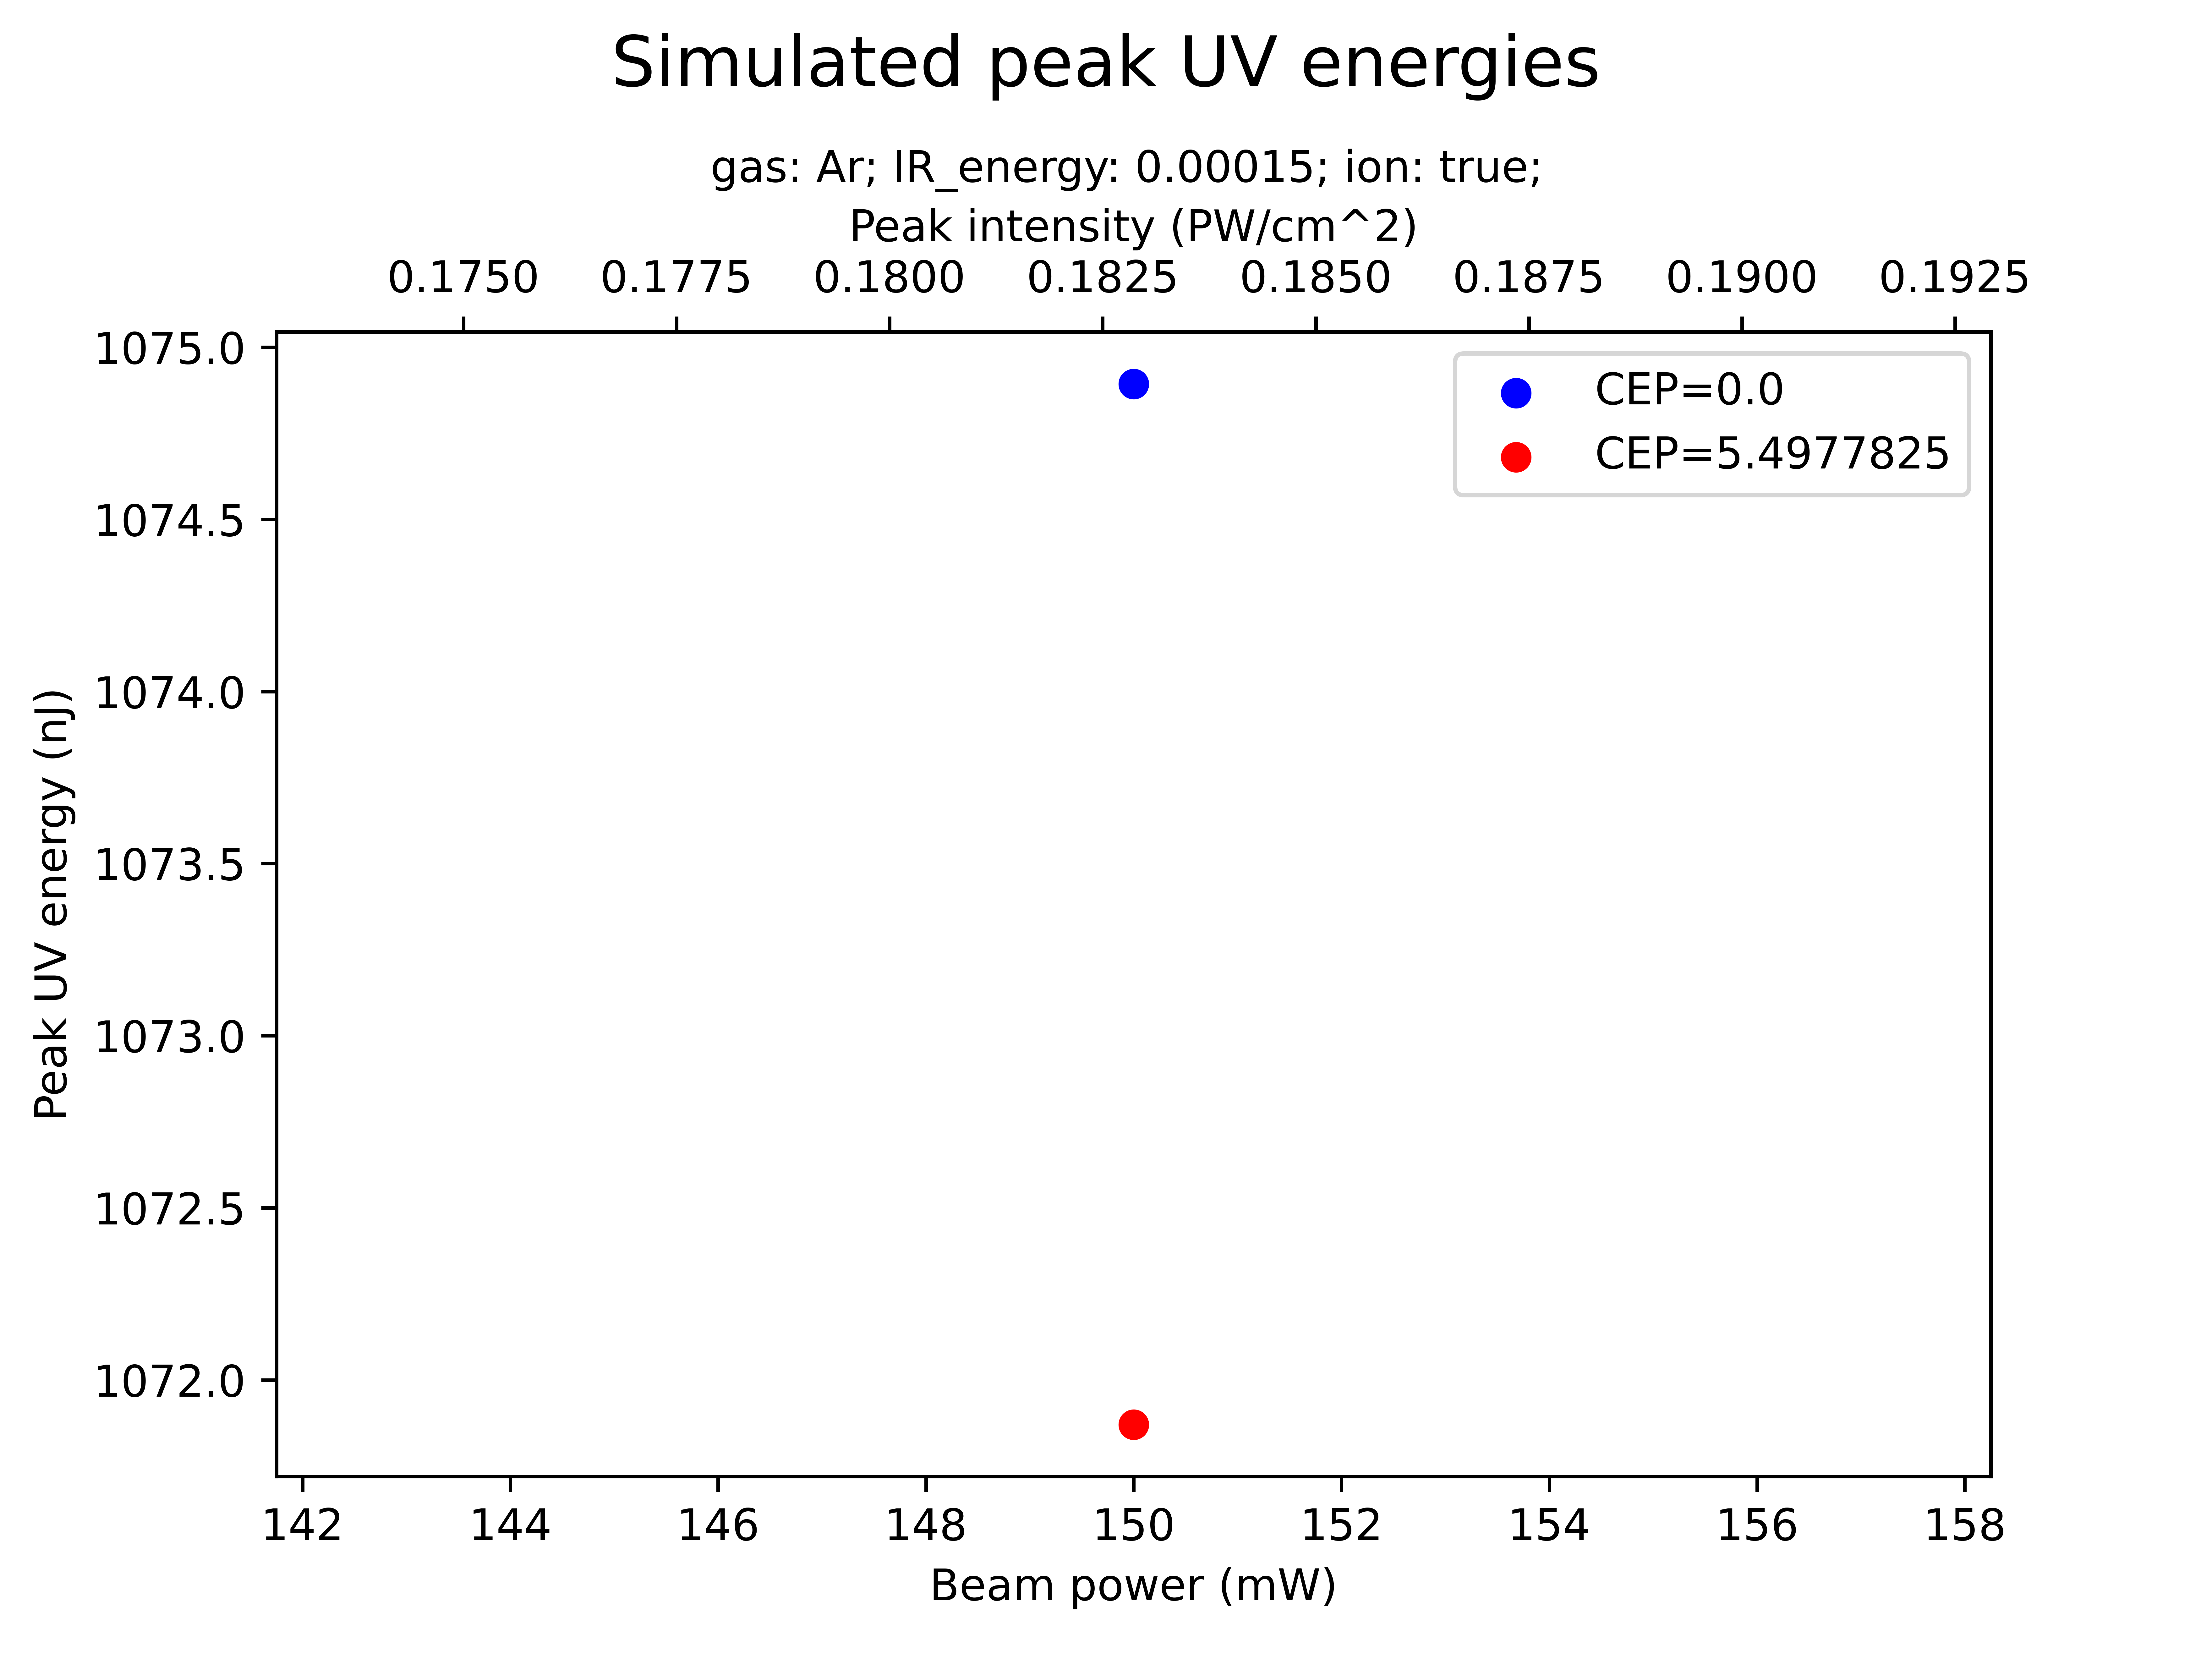 Simulated peak UV energies
gas: Ar; IR_energy: 0.00015; ion: true;
Peak intensity (PW/cm^2)
0.1750 0.1775 0.1800 0.1825 0.1850 0.1875 0.1900 0.1925
CEP=0.0
CEP=5.4977825
Peak UV energy (nJ)
1075.0
1074.5
1074.0
1073.5
1073.0
1072.5
1072.0
142 144 146 148 150 152 154 156 158
Beam power (mW)